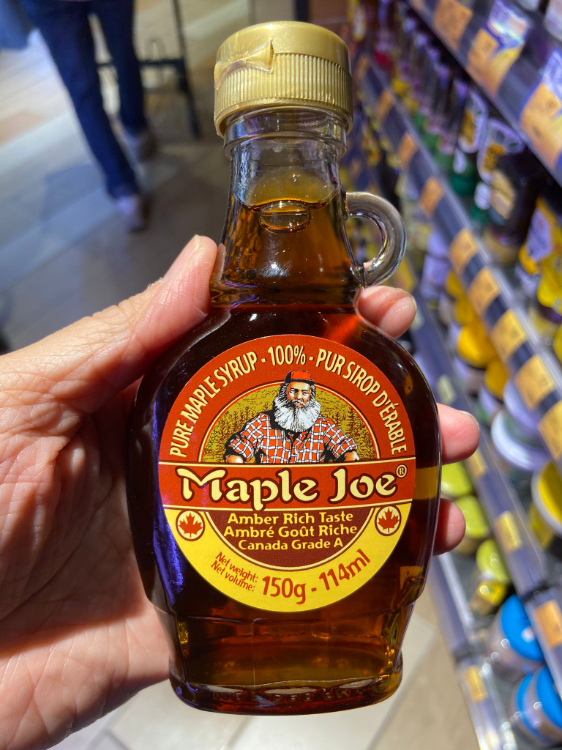 PURE MAPLE SYRUP · 100% · PUR SIROP D'ÉRABLE
Maple Joe®
Amber Rich Taste
Ambré Goût Riche
Canada Grade A
Net weight:
Net volume: 150g - 114ml